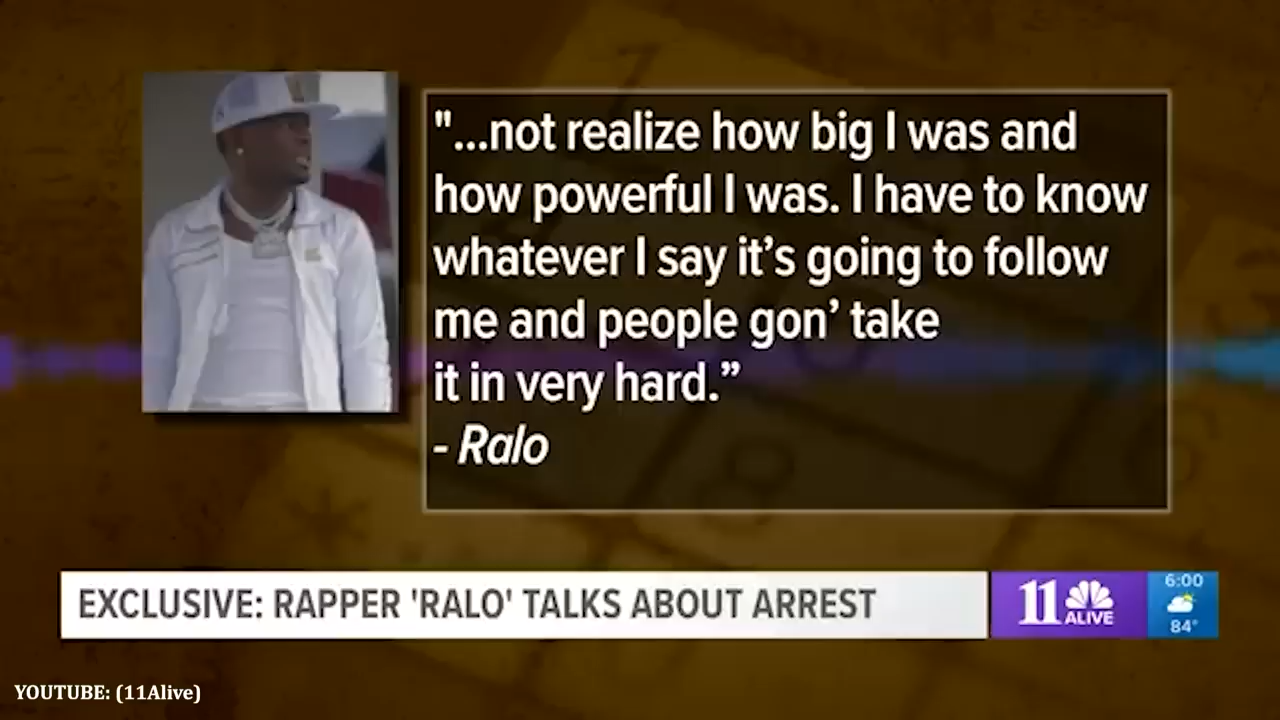 "...not realize how big I was and
how powerful I was. I have to know
whatever I say it’s going to follow
me and people gon’ take
it in very hard.”
- Ralo
EXCLUSIVE: RAPPER 'RALO' TALKS ABOUT ARREST
11 ALIVE
6:00
84°
YOUTUBE: (11Alive)